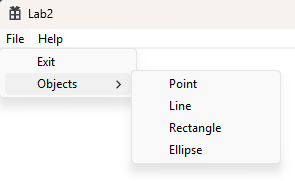 Lab2
File Help
Exit
Objects
Point
Line
Rectangle
Ellipse